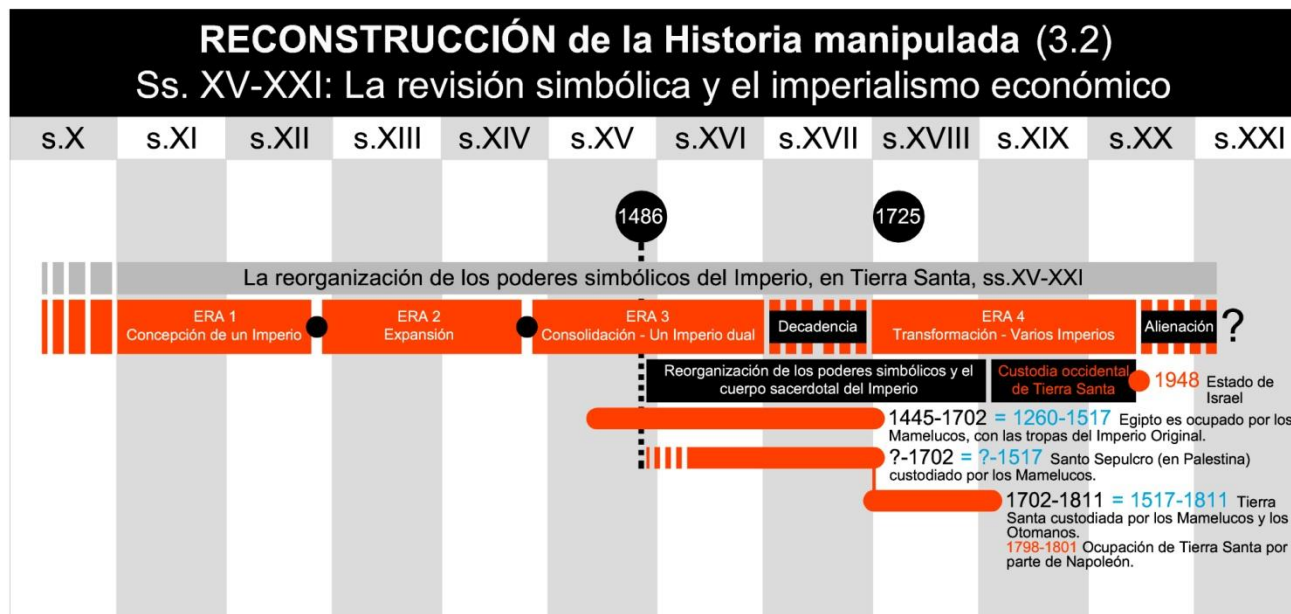 RECONSTRUCCIÓN de la Historia manipulada (3.2)
Ss. XV-XXI: La revisión simbólica y el imperialismo económico
s.X s.XI s.XII s.XIII s.XIV s.XV s.XVI s.XVII s.XVIII s.XIX s.XX s.XXI
1486 1725
La reorganización de los poderes simbólicos del Imperio, en Tierra Santa, ss.XV-XXI
ERA 1
Concepción de un Imperio
ERA 2
Expansión
ERA 3
Consolidación - Un Imperio dual
Decadencia
ERA 4
Transformación - Varios Imperios
Alienación
?
Reorganización de los poderes simbólicos y el
cuerpo sacerdotal del Imperio
Custodia occidental
de Tierra Santa
1948 Estado de
Israel
1445-1702 = 1260-1517 Egipto es ocupado por los
Mamelucos, con las tropas del Imperio Original.
?-1702 = ?-1517 Santo Sepulcro (en Palestina)
custodiado por los Mamelucos.
1702-1811 = 1517-1811 Tierra
Santa custodiada por los Mamelucos y los
Otomanos.
1798-1801 Ocupación de Tierra Santa por
parte de Napoleón.